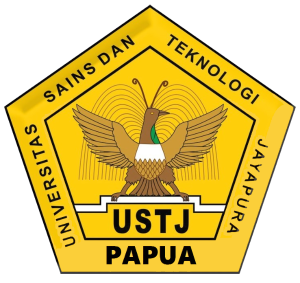 UNIVERSITAS
SAINS DAN
TEKNOLOGI
JAYAPURA
USTJ
PAPUA